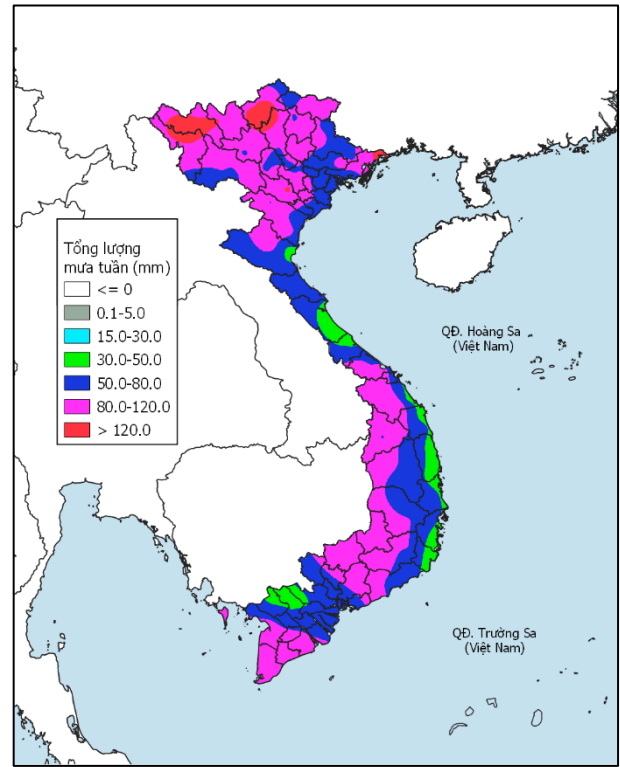 Tổng lượng
mưa tuần (mm)
<= 0
0.1-5.0
15.0-30.0
30.0-50.0
50.0-80.0
80.0-120.0
> 120.0
QĐ. Hoàng Sa
(Việt Nam)
QĐ. Trường Sa
(Việt Nam)